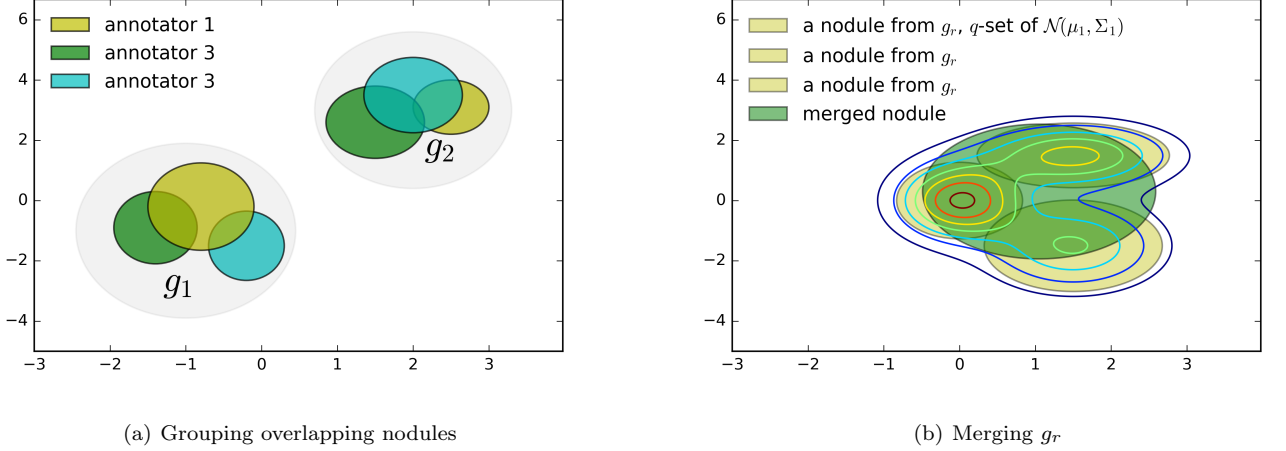 annotator 1
annotator 3
annotator 3
g₂
g₁
6
4
2
0
−2
−4
−3
−2
−1
0
1
2
3
(a) Grouping overlapping nodules
a nodule from gᵣ, q-set of 𝒩(μ₁, Σ₁)
a nodule from gᵣ
a nodule from gᵣ
merged nodule
6
4
2
0
−2
−4
−3
−2
−1
0
1
2
3
(b) Merging gᵣ